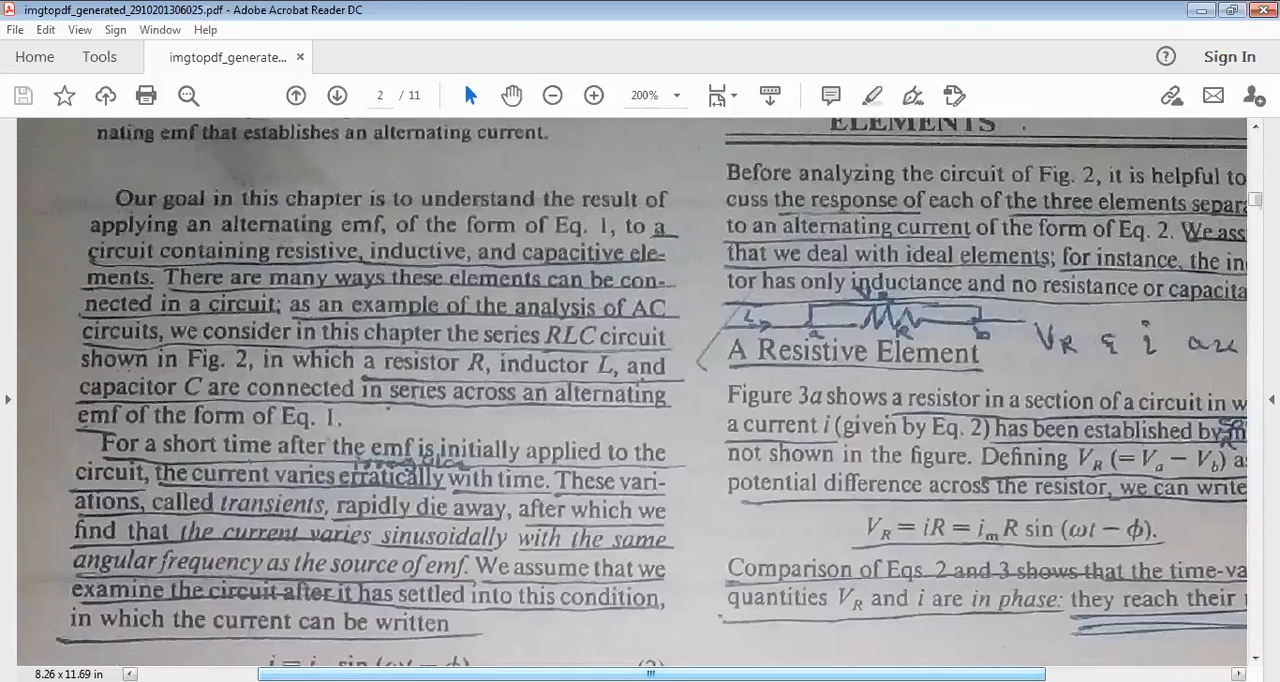 imgtopdf_generated_2910201306025.pdf - Adobe Acrobat Reader DC
File Edit View Sign Window Help
Home Tools imgtopdf_generate... × Sign In
2 / 11 200%
nating emf that establishes an alternating current.
Our goal in this chapter is to understand the result of
applying an alternating emf, of the form of Eq. 1, to a
circuit containing resistive, inductive, and capacitive ele-
ments. There are many ways these elements can be con-
nected in a circuit; as an example of the analysis of AC
circuits, we consider in this chapter the series RLC circuit
shown in Fig. 2, in which a resistor R, inductor L, and
capacitor C are connected in series across an alternating
emf of the form of Eq. 1.
For a short time after the emf is initially applied to the
circuit, the current varies erratically with time. These vari-
ations, called transients, rapidly die away, after which we
find that the current varies sinusoidally with the same
angular frequency as the source of emf. We assume that we
examine the circuit after it has settled into this condition,
in which the current can be written
i = i sin (ωt − ϕ) (2)
ELEMENTS
Before analyzing the circuit of Fig. 2, it is helpful to
cuss the response of each of the three elements separa
to an alternating current of the form of Eq. 2. We ass
that we deal with ideal elements; for instance, the in
tor has only inductance and no resistance or capacita
a R b
V_R & i
A Resistive Element
Figure 3a shows a resistor in a section of a circuit in w
a current i (given by Eq. 2) has been established by
not shown in the figure. Defining V_R (= V_a − V_b) a
potential difference across the resistor, we can write
V_R = iR = i_m R sin (ωt − ϕ).
Comparison of Eqs. 2 and 3 shows that the time-va
quantities V_R and i are in phase: they reach their
8.26 x 11.69 in